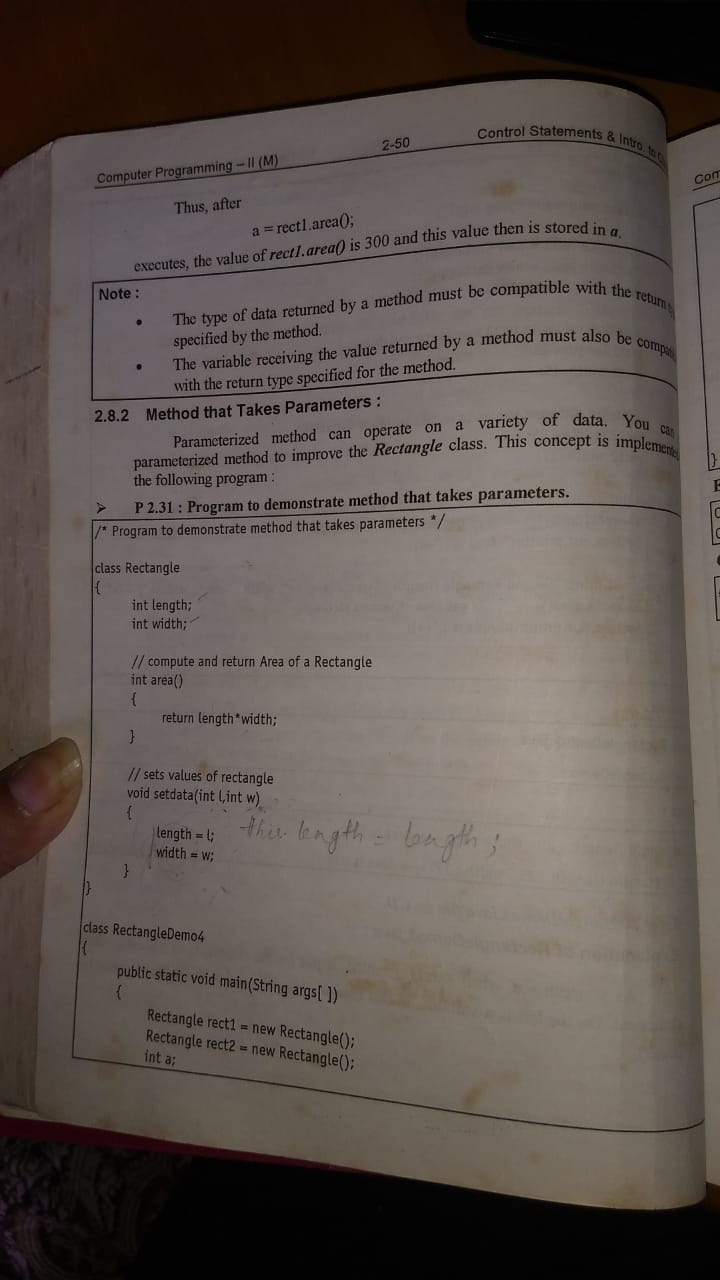 Computer Programming – II (M)
2-50
Control Statements & Intro. to
Thus, after
a = rect1.area();
executes, the value of rect1.area() is 300 and this value then is stored in a.
Note :
• The type of data returned by a method must be compatible with the return
specified by the method.
• The variable receiving the value returned by a method must also be
with the return type specified for the method.
2.8.2 Method that Takes Parameters :
Parameterized method can operate on a variety of data. You can
parameterized method to improve the Rectangle class. This concept is
the following program :
➤ P 2.31 : Program to demonstrate method that takes parameters.
/* Program to demonstrate method that takes parameters */
class Rectangle
{
int length;
int width;
// compute and return Area of a Rectangle
int area()
{
return length*width;
}
// sets values of rectangle
void setdata(int l,int w)
{
length = l; this. length = length ;
width = w;
}
}
class RectangleDemo4
{
public static void main(String args[ ])
{
Rectangle rect1 = new Rectangle();
Rectangle rect2 = new Rectangle();
int a;
Com
}